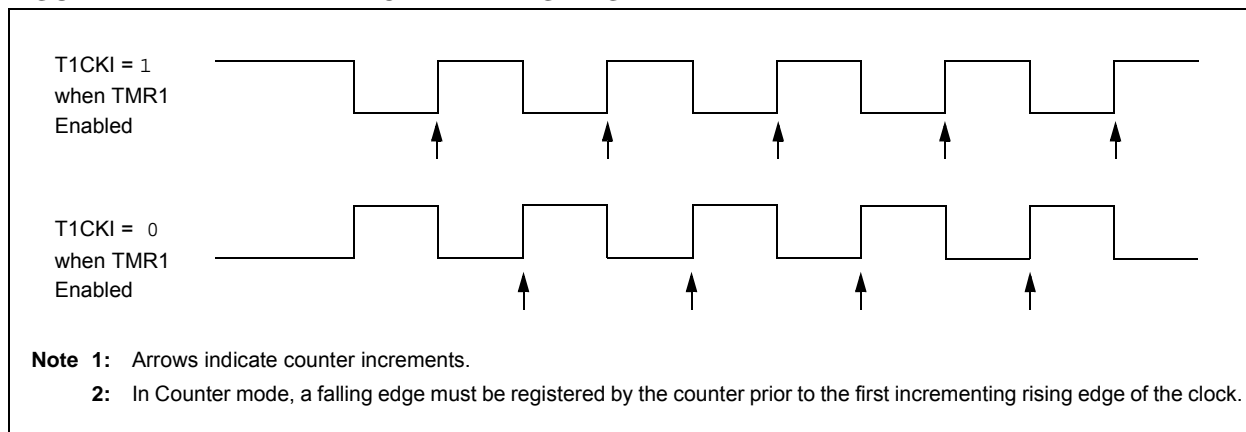 T1CKI = 1
when TMR1
Enabled
T1CKI = 0
when TMR1
Enabled
Note 1: Arrows indicate counter increments.
2: In Counter mode, a falling edge must be registered by the counter prior to the first incrementing rising edge of the clock.